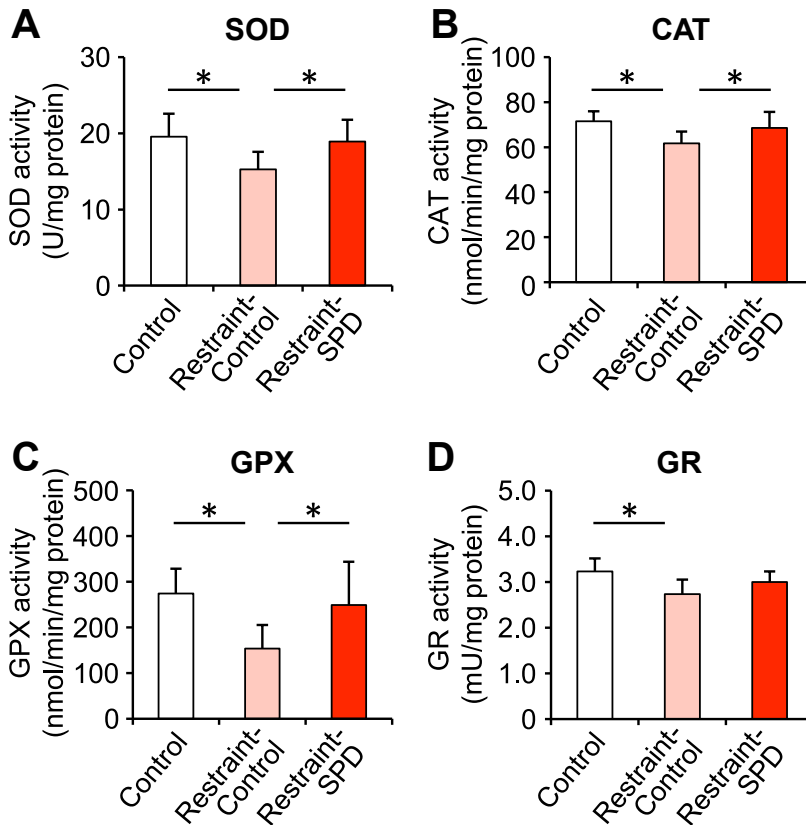 A
SOD
SOD activity
(U/mg protein)
30
20
10
0
*
*
Control
Restraint-
Control
Restraint-
SPD
B
CAT
CAT activity
(nmol/min/mg protein)
100
80
60
40
20
0
*
*
Control
Restraint-
Control
Restraint-
SPD
C
GPX
GPX activity
(nmol/min/mg protein)
500
400
300
200
100
0
*
*
Control
Restraint-
Control
Restraint-
SPD
D
GR
GR activity
(mU/mg protein)
5.0
4.0
3.0
2.0
1.0
0
*
Control
Restraint-
Control
Restraint-
SPD